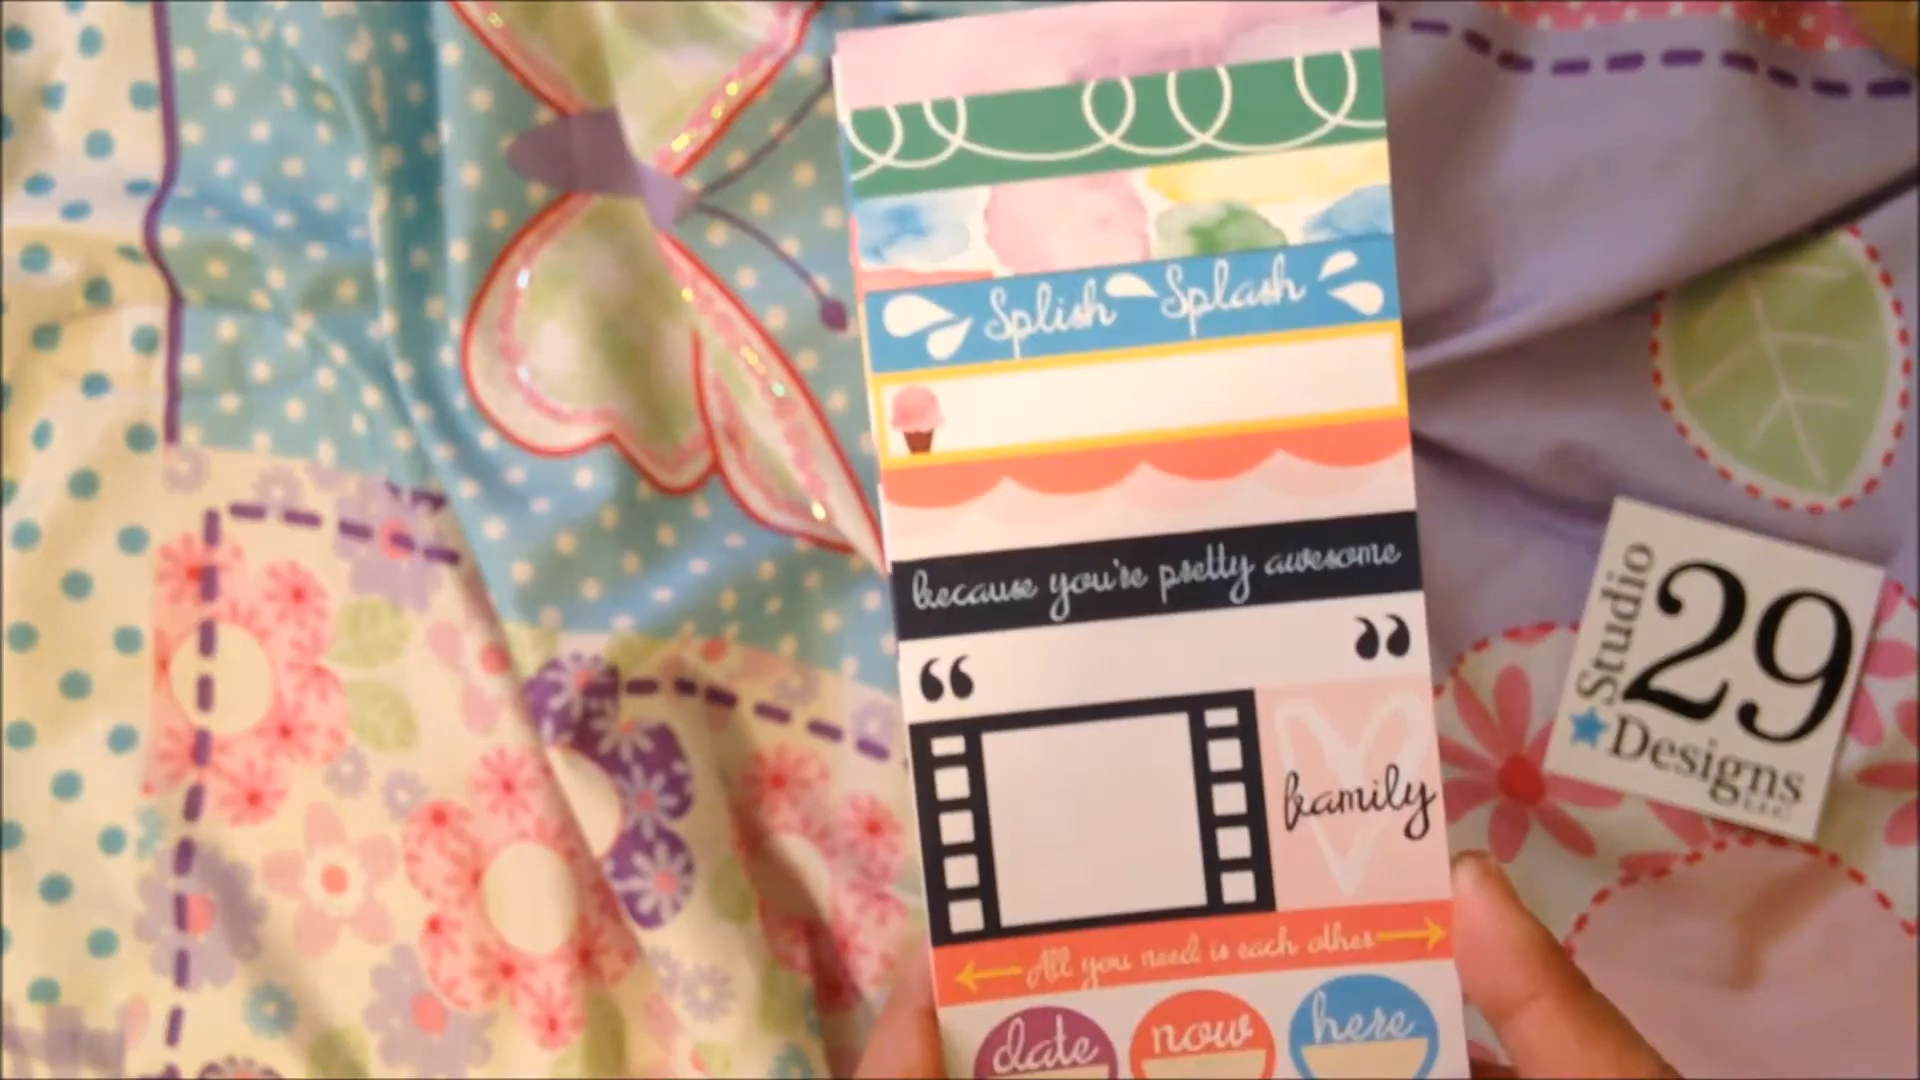 Splish Splash
because you're pretty awesome
“ ”
family
All you need is each other
date now here
Studio
29
Designs
LLC